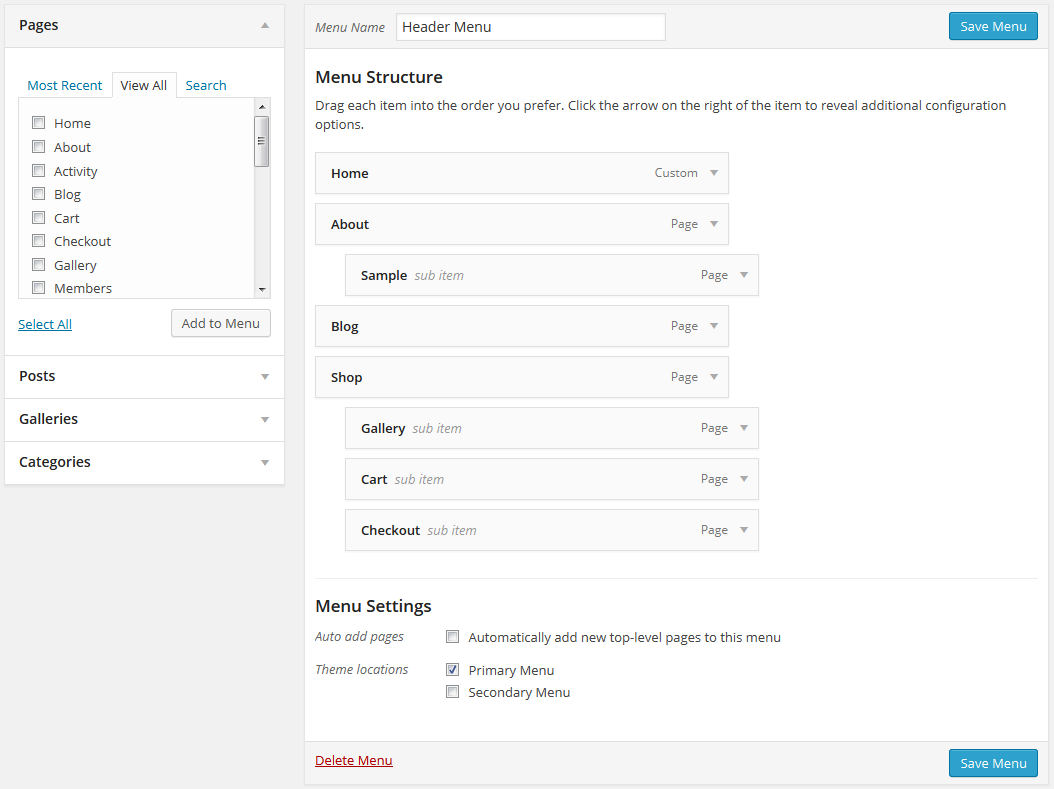 Pages
Most Recent View All Search
Home
About
Activity
Blog
Cart
Checkout
Gallery
Members
Select All Add to Menu
Posts
Galleries
Categories
Menu Name Header Menu Save Menu
Menu Structure
Drag each item into the order you prefer. Click the arrow on the right of the item to reveal additional configuration
options.
Home Custom
About Page
Sample sub item Page
Blog Page
Shop Page
Gallery sub item Page
Cart sub item Page
Checkout sub item Page
Menu Settings
Auto add pages Automatically add new top-level pages to this menu
Theme locations Primary Menu
Secondary Menu
Delete Menu Save Menu